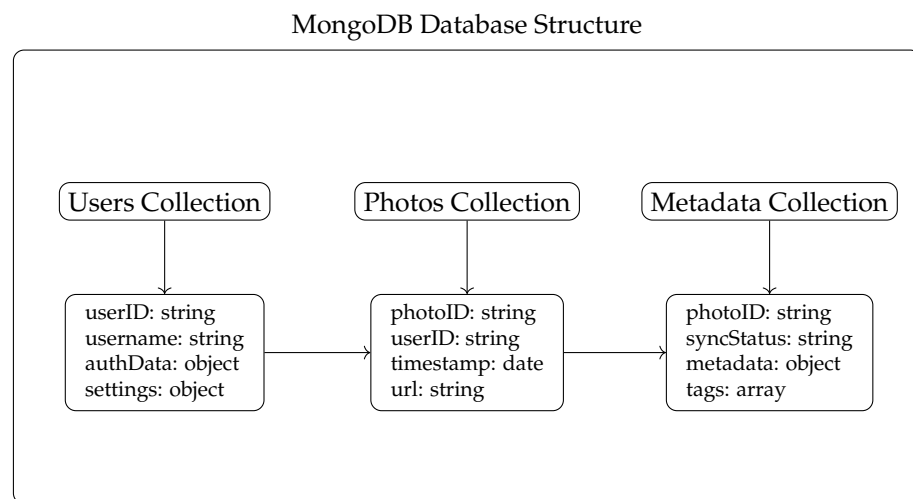 MongoDB Database Structure
Users Collection
Photos Collection
Metadata Collection
userID: string
username: string
authData: object
settings: object
photoID: string
userID: string
timestamp: date
url: string
photoID: string
syncStatus: string
metadata: object
tags: array